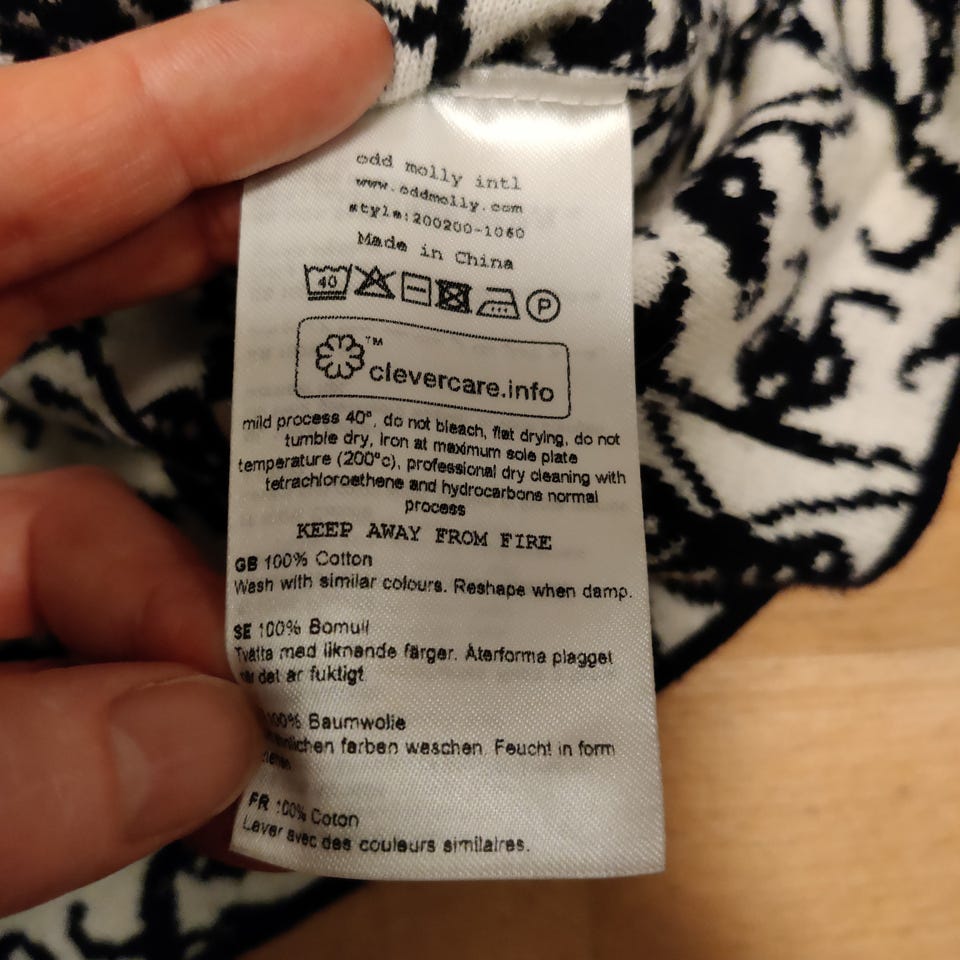 odd molly intl
www.oddmolly.com
style:200200-1060
Made in China
40 P
TM
clevercare.info
mild process 40°, do not bleach, flat drying, do not
tumble dry, iron at maximum sole plate
temperature (200°c), professional dry cleaning with
tetrachloroethene and hydrocarbons normal
process
KEEP AWAY FROM FIRE
GB 100% Cotton
Wash with similar colours. Reshape when damp.
SE 100% Bomull
Tvätta med liknande färger. Återforma plagget
det är fuktigt
100% Baumwolle
farben waschen. Feucht in form
FR 100% Coton
Laver avec des couleurs similaires.